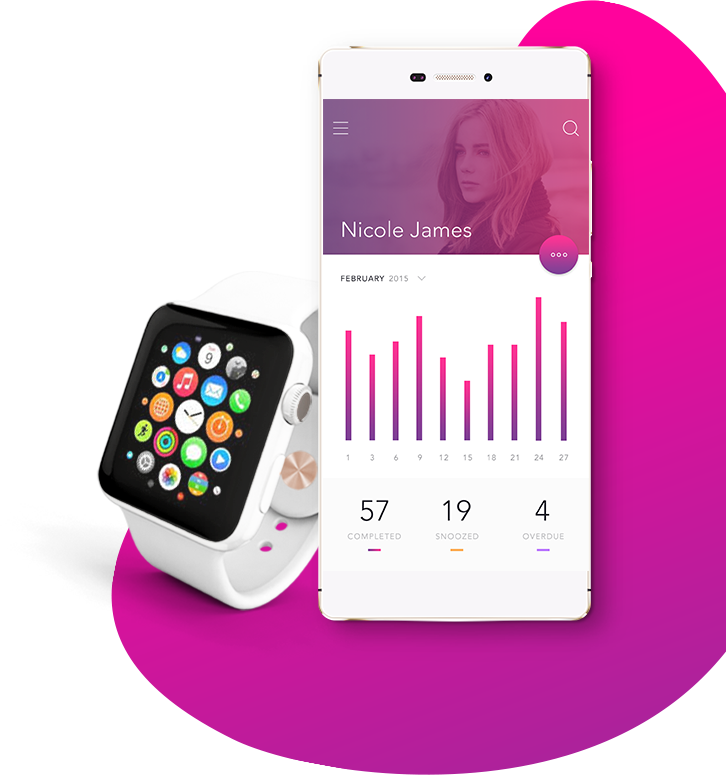 Nicole James
FEBRUARY 2015
1 3 6 9 12 15 18 21 24 27
57 19 4
COMPLETED SNOOZED OVERDUE
9